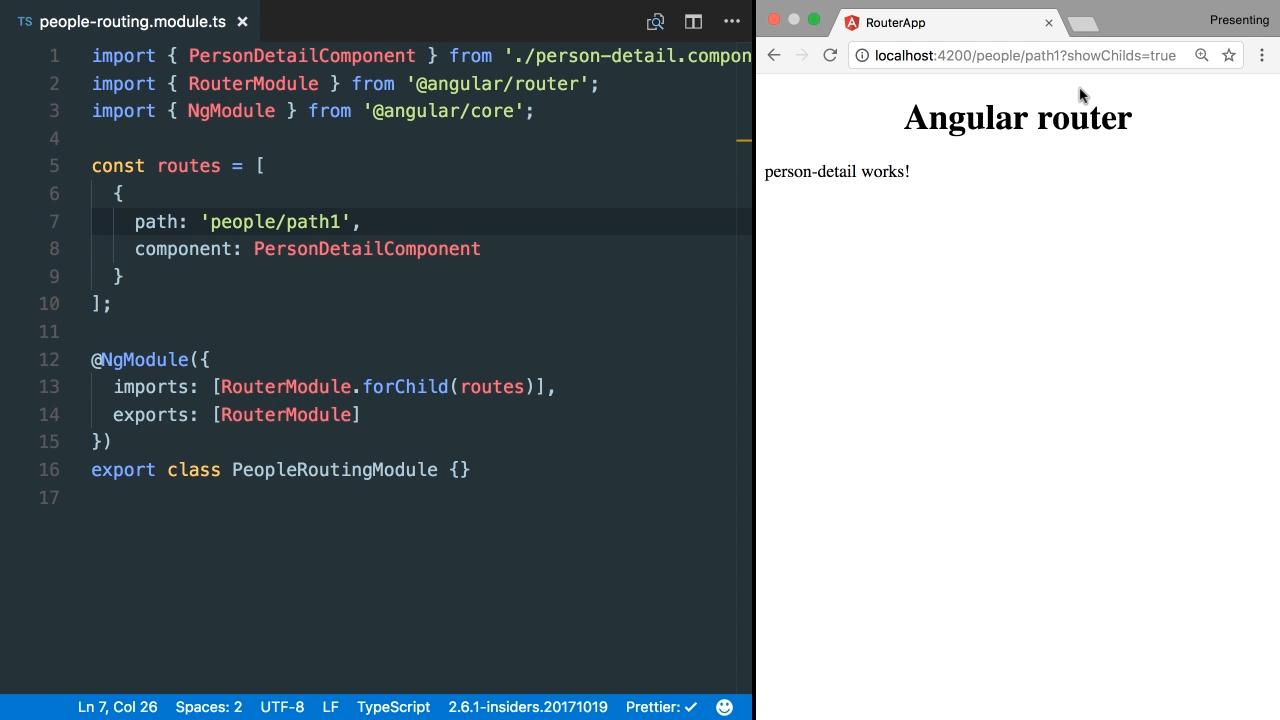 TS people-routing.module.ts ×
1 import { PersonDetailComponent } from './person-detail.compon
2 import { RouterModule } from '@angular/router';
3 import { NgModule } from '@angular/core';
4
5 const routes = [
6 {
7 path: 'people/path1',
8 component: PersonDetailComponent
9 }
10 ];
11
12 @NgModule({
13 imports: [RouterModule.forChild(routes)],
14 exports: [RouterModule]
15 })
16 export class PeopleRoutingModule {}
17
Ln 7, Col 26 Spaces: 2 UTF-8 LF TypeScript 2.6.1-insiders.20171019 Prettier: ✓
RouterApp × Presenting
localhost:4200/people/path1?showChilds=true
Angular router
person-detail works!